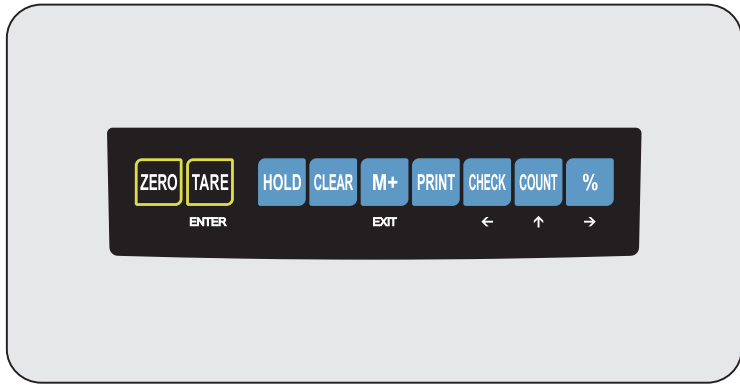 ZERO TARE HOLD CLEAR M+ PRINT CHECK COUNT %
ENTER EXIT ← ↑ →